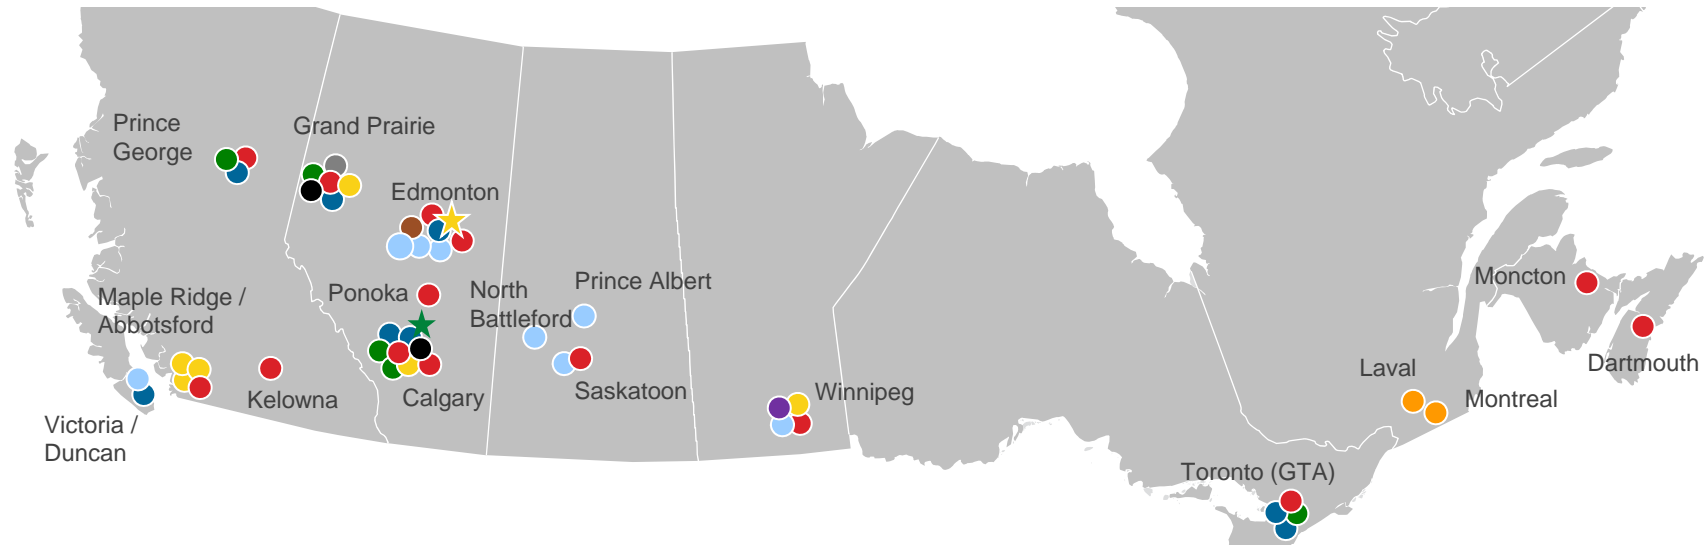 Prince
George
Grand Prairie
Edmonton
Ponoka
North
Battleford
Prince Albert
Maple Ridge /
Abbotsford
Kelowna
Calgary
Saskatoon
Winnipeg
Victoria /
Duncan
Moncton
Dartmouth
Laval
Montreal
Toronto (GTA)